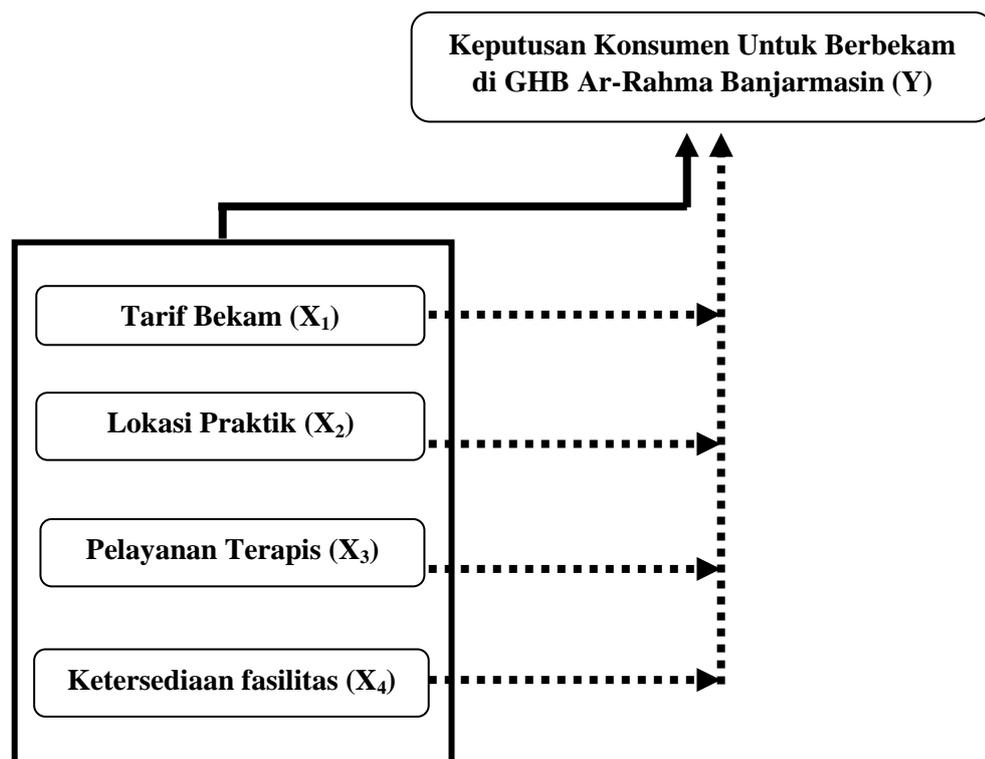 Keputusan Konsumen Untuk Berbekam
di GHB Ar-Rahma Banjarmasin (Y)
Tarif Bekam (X₁)
Lokasi Praktik (X₂)
Pelayanan Terapis (X₃)
Ketersediaan fasilitas (X₄)